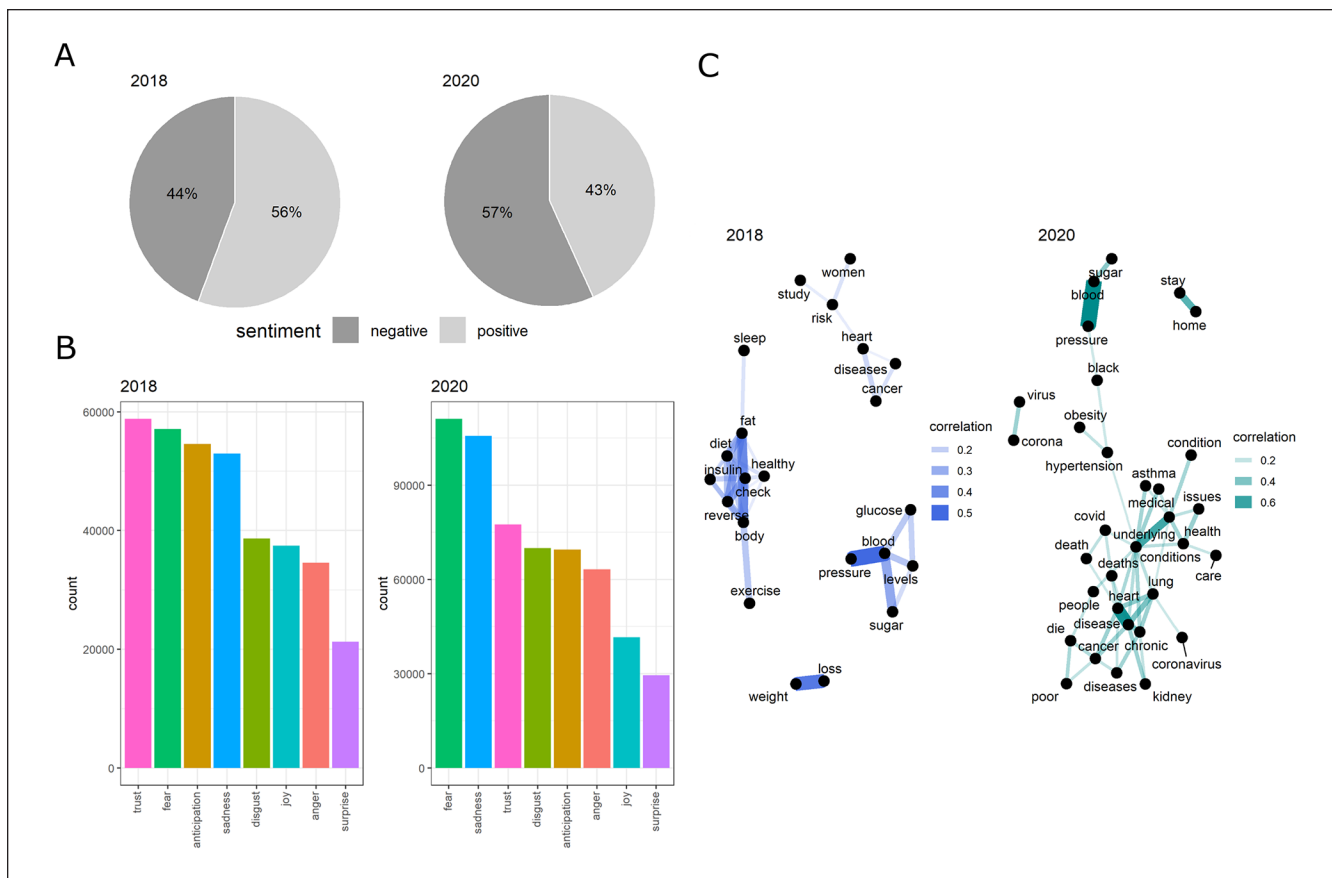 A
2018
44%
56%
2020
57%
43%
sentiment
negative
positive
B
2018
count
60000
40000
20000
0
trust
fear
anticipation
sadness
disgust
joy
anger
surprise
2020
count
90000
60000
30000
0
fear
sadness
trust
disgust
anticipation
anger
joy
surprise
C
2018
women
study
risk
heart
diseases
cancer
sleep
fat
diet
insulin
healthy
check
reverse
body
exercise
glucose
blood
pressure
levels
sugar
loss
weight
correlation
0.2
0.3
0.4
0.5
2020
sugar
blood
pressure
stay
home
black
virus
corona
obesity
hypertension
condition
asthma
medical
issues
covid
underlying
health
death
conditions
care
deaths
lung
heart
people
disease
die
cancer
chronic
coronavirus
poor
diseases
kidney
correlation
0.2
0.4
0.6